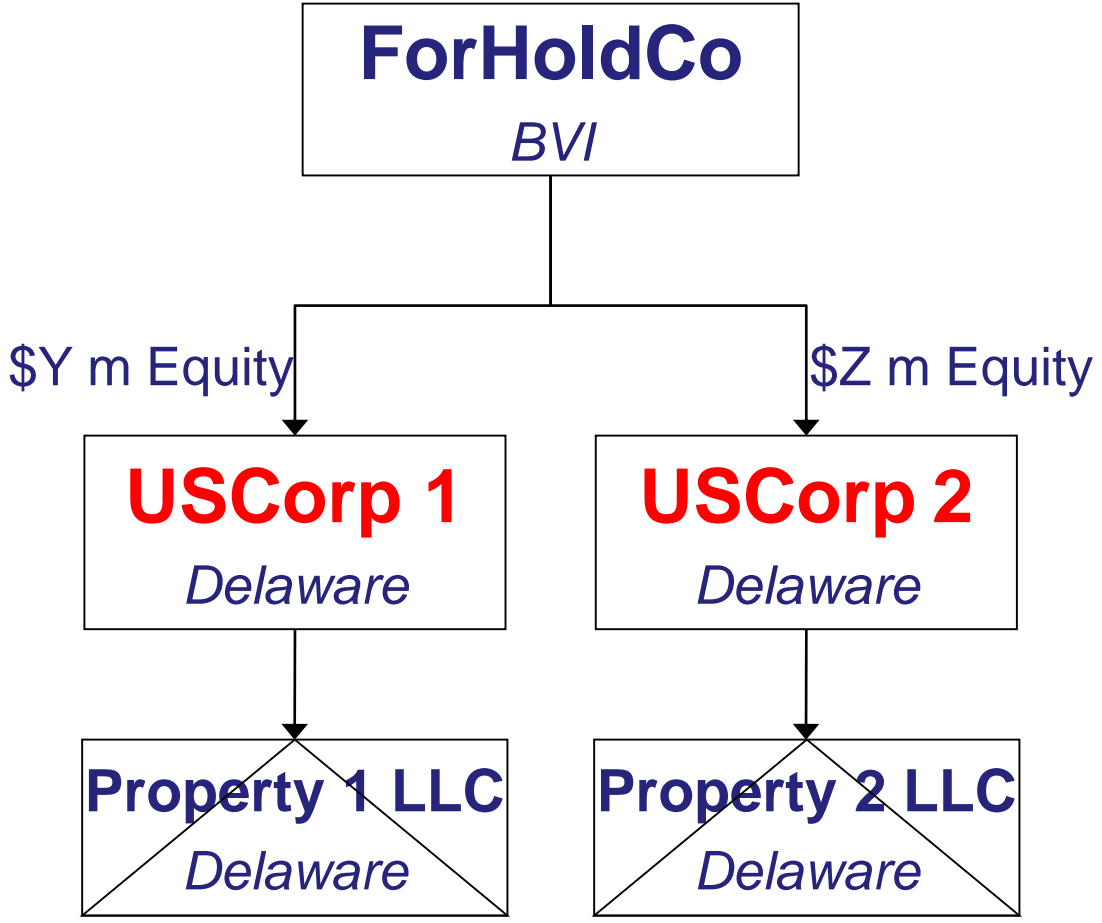 ForHoldCo
BVI
$Y m Equity
$Z m Equity
USCorp 1
Delaware
USCorp 2
Delaware
Property 1 LLC
Delaware
Property 2 LLC
Delaware